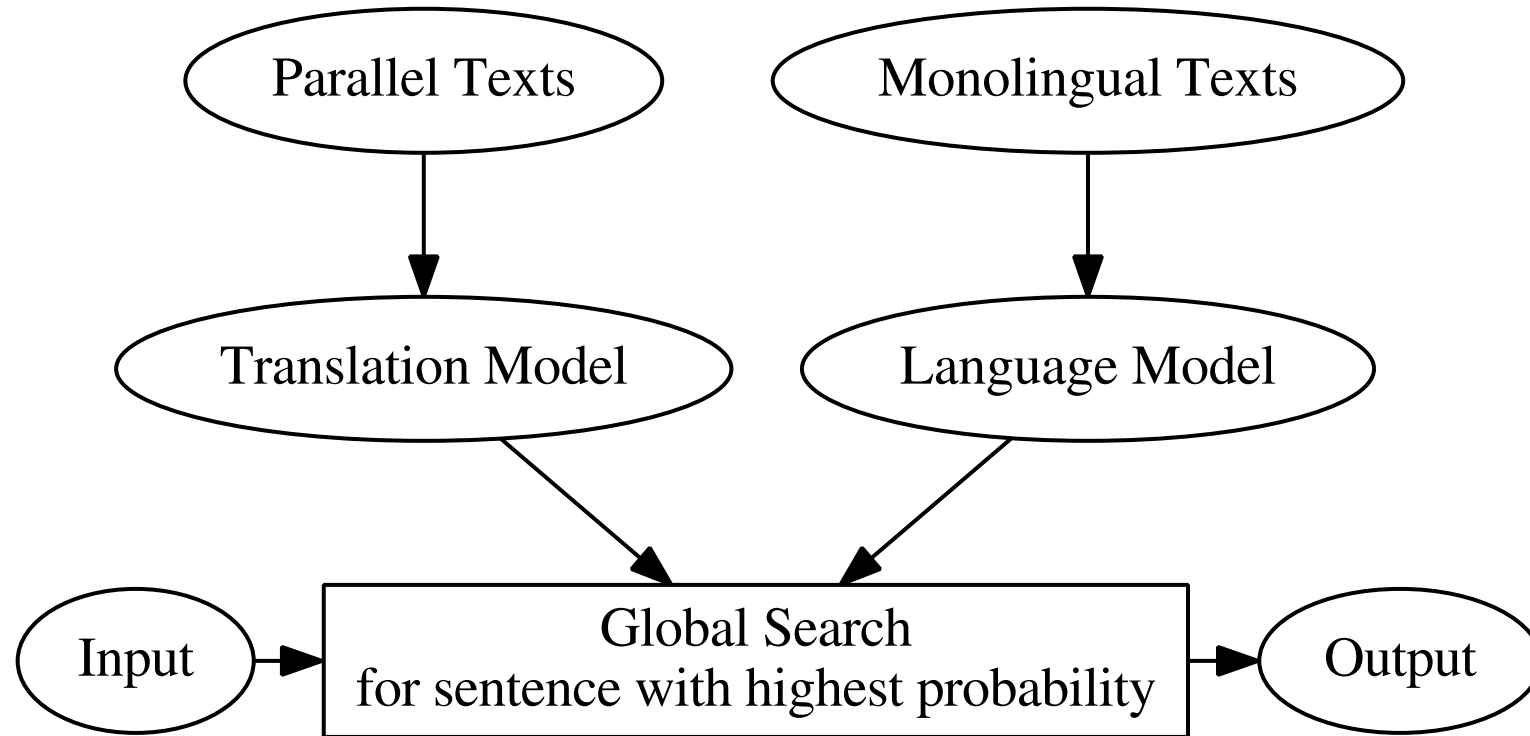 Parallel Texts
Monolingual Texts
Translation Model
Language Model
Input
Global Search
for sentence with highest probability
Output